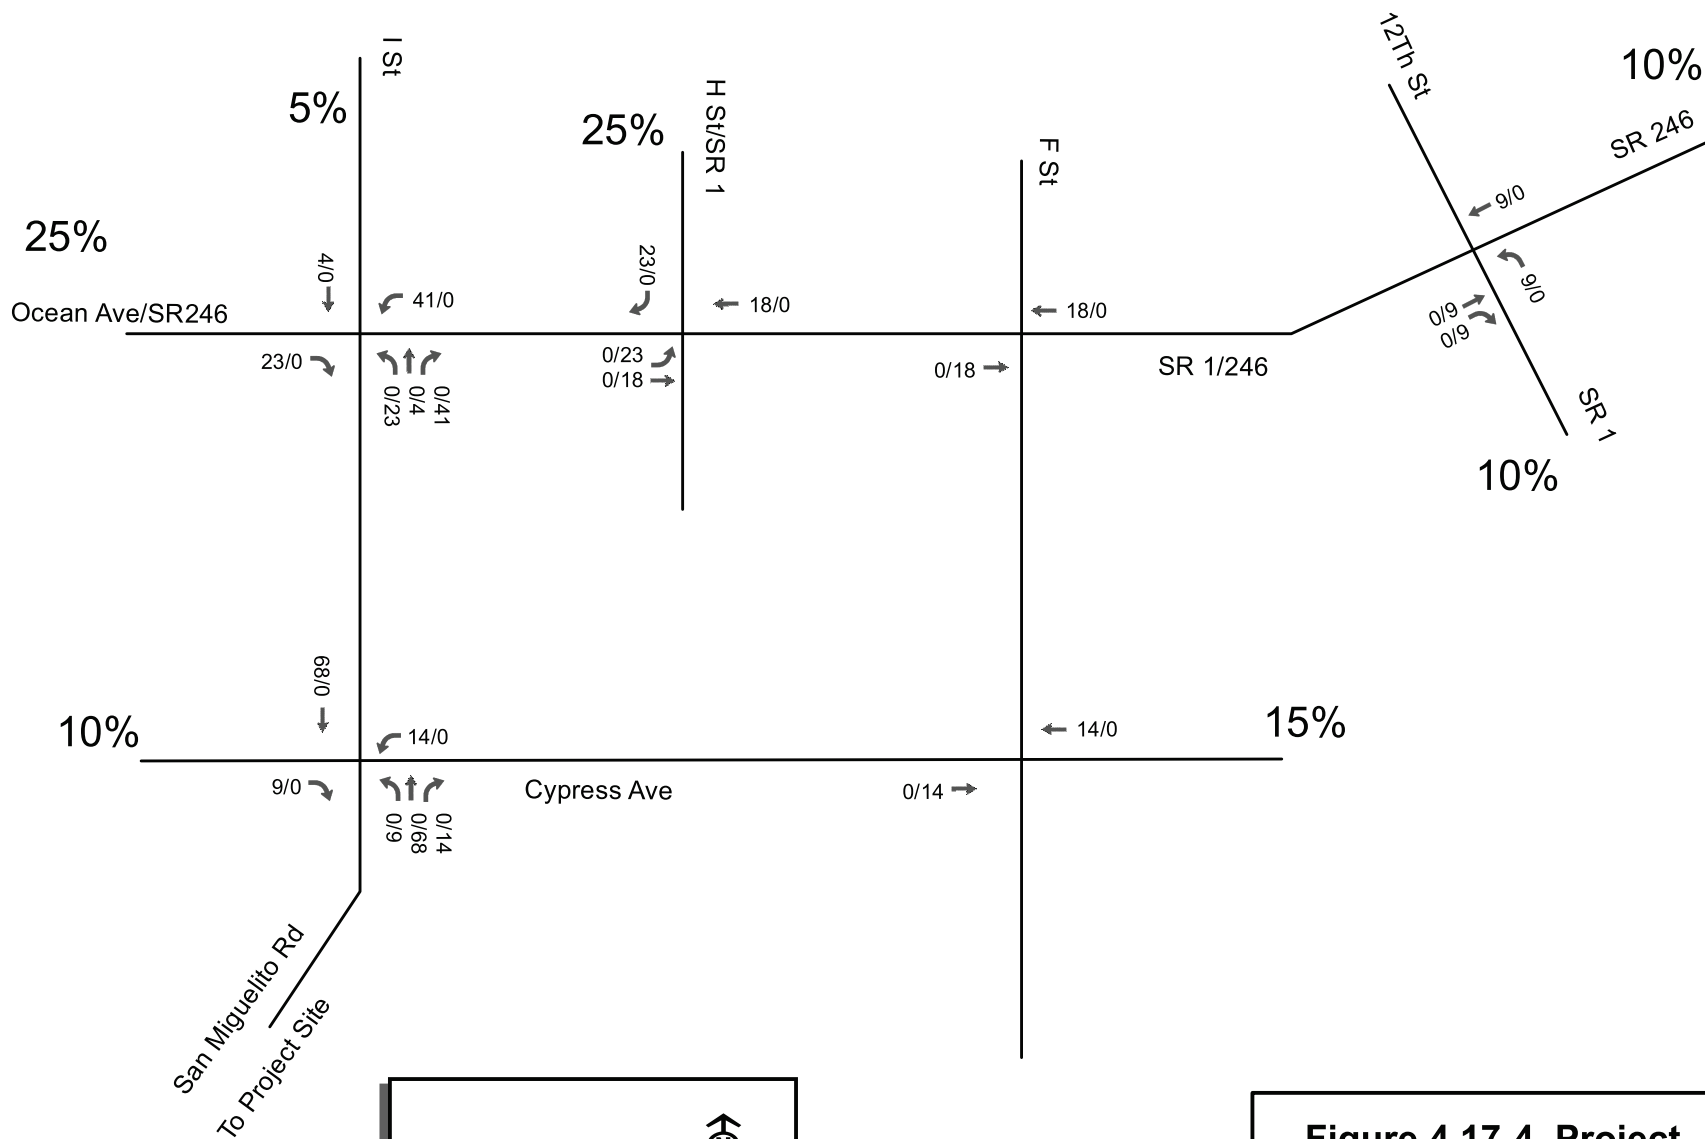 I St
5%
H St/SR 1
25%
F St
12Th St
10%
SR 246
25%
Ocean Ave/SR246
4/0
41/0
23/0
18/0
18/0
9/0
9/0
0/9
0/9
23/0
0/23
0/4
0/41
0/23
0/18
0/18
SR 1/246
SR 1
10%
68/0
10%
14/0
14/0
15%
9/0
0/9
0/68
0/14
Cypress Ave
0/14
San Miguelito Rd
To Project Site
Figure 4.17-4 Project